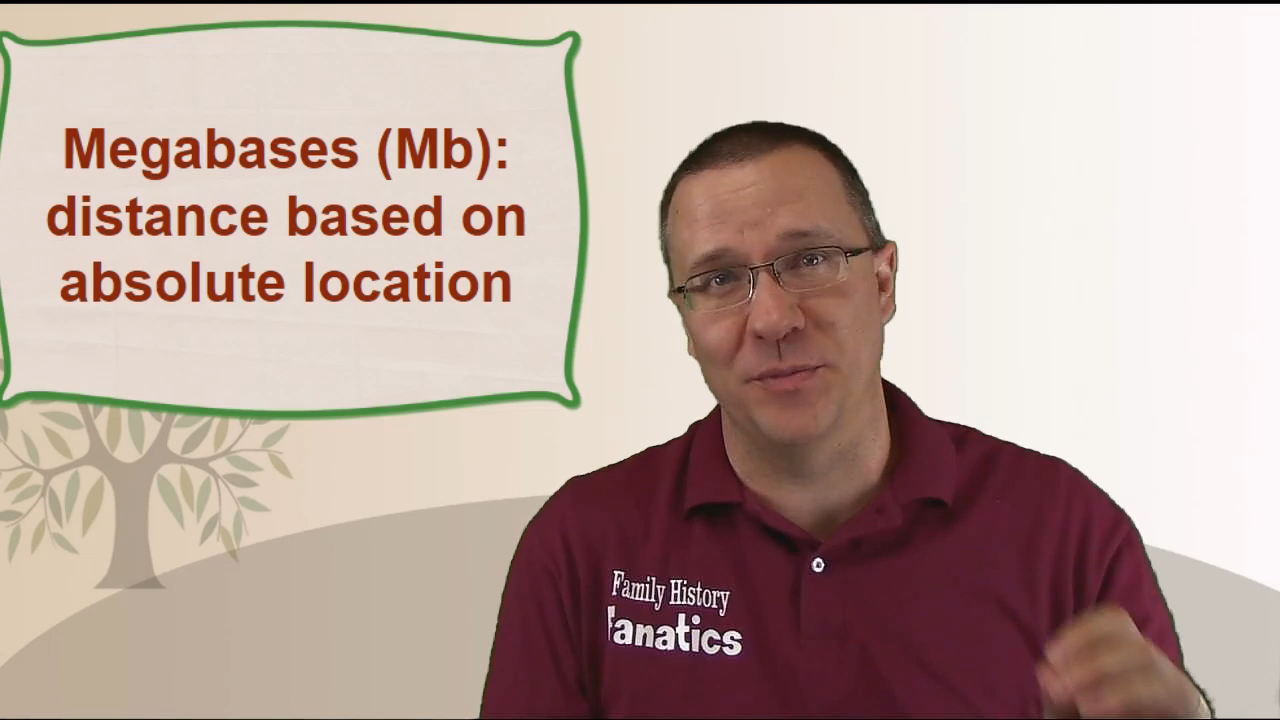 Megabases (Mb):
distance based on
absolute location
Family History
Fanatics